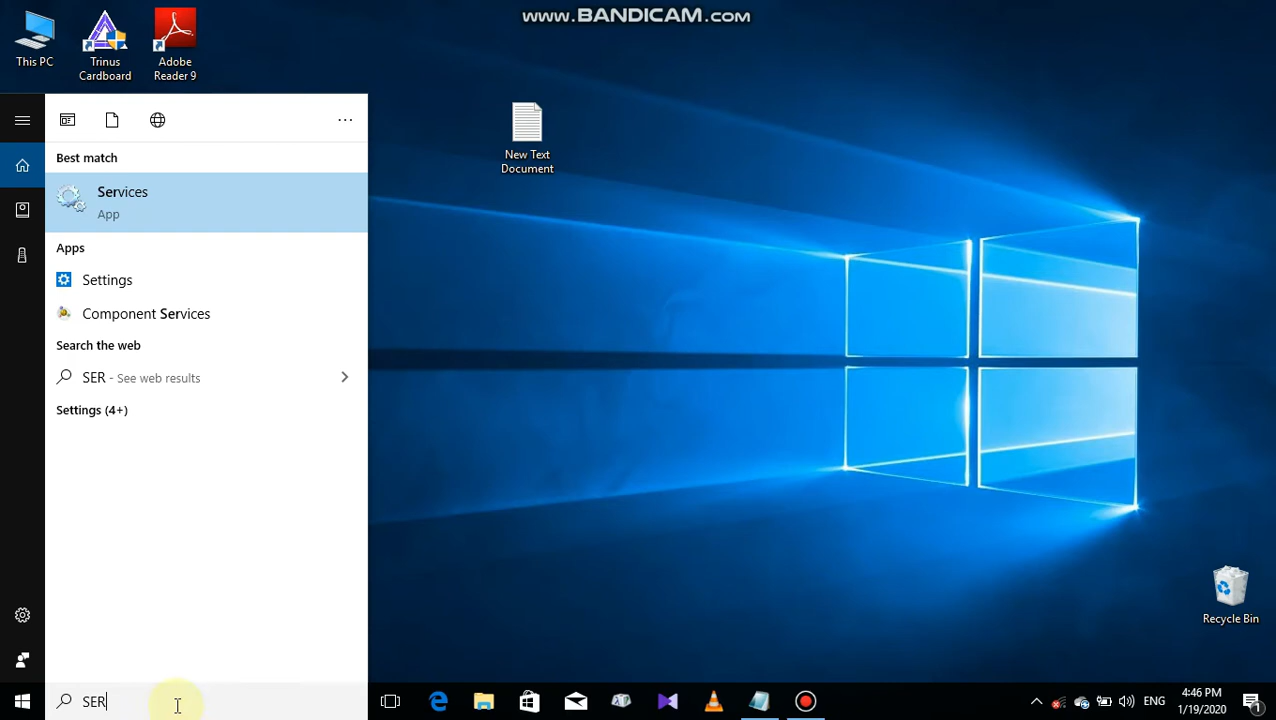 www.BANDICAM.com
This PC
Trinus
Cardboard
Adobe
Reader 9
New Text
Document
Best match
Services
App
Apps
Settings
Component Services
Search the web
SER - See web results
Settings (4+)
Recycle Bin
SER
ENG
4:46 PM
1/19/2020
1